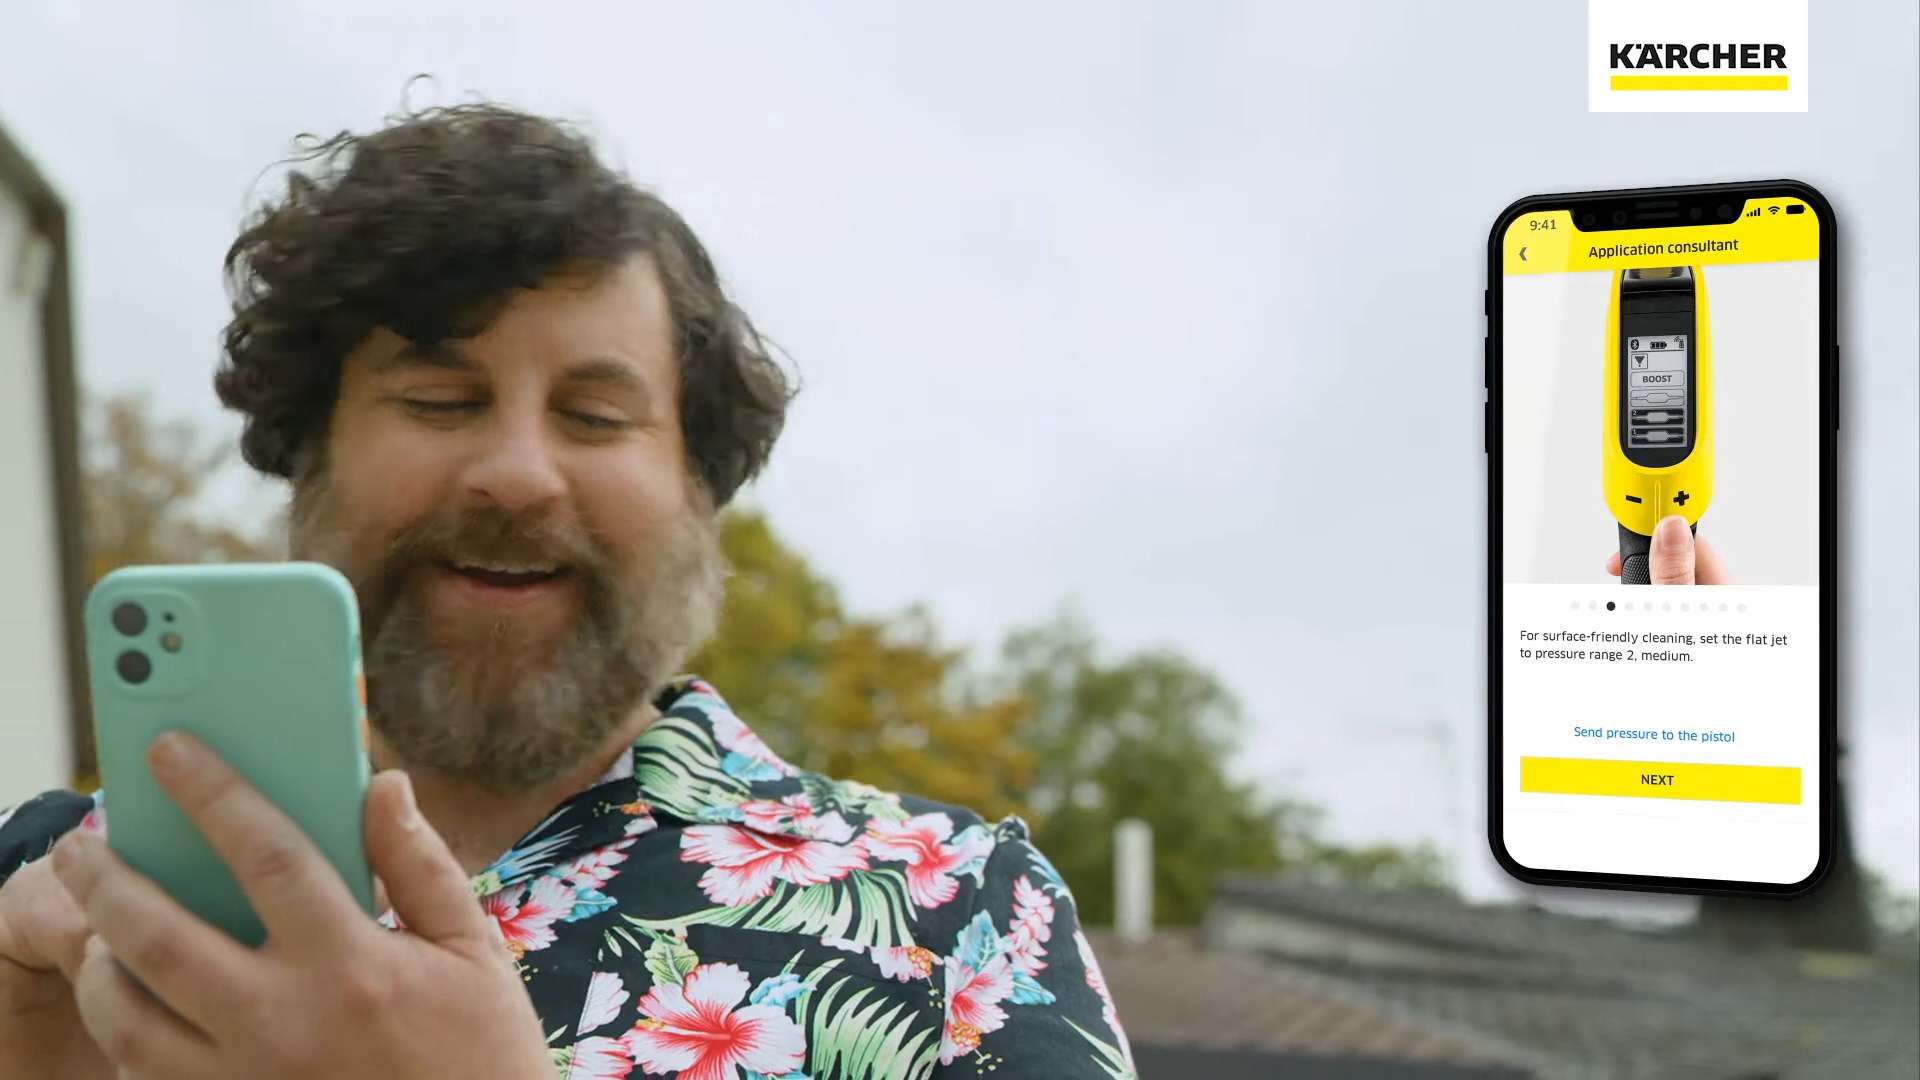 KÄRCHER
9:41
Application consultant
BOOST
For surface-friendly cleaning, set the flat jet
to pressure range 2, medium.
Send pressure to the pistol
NEXT